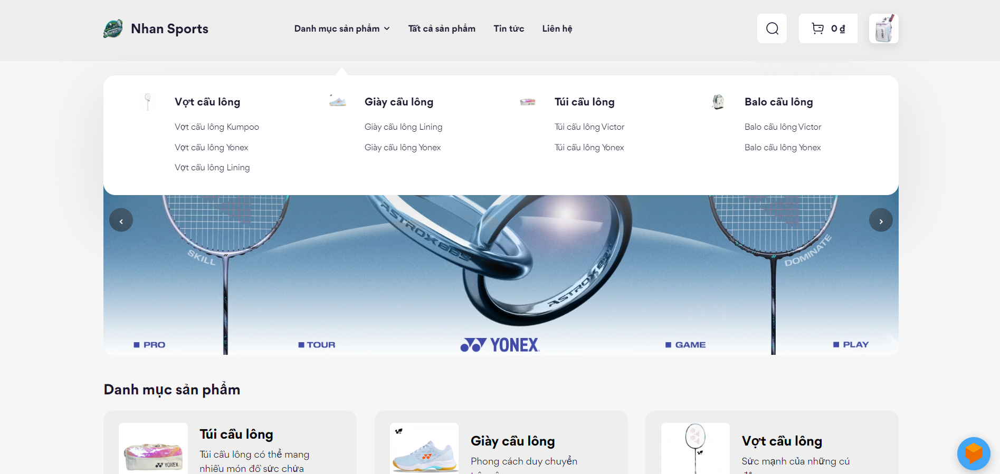 Nhan Sports
Danh mục sản phẩm
Tất cả sản phẩm
Tin tức
Liên hệ
0 ₫
Vợt cầu lông
Vợt cầu lông Kumpoo
Vợt cầu lông Yonex
Vợt cầu lông Lining
Giày cầu lông
Giày cầu lông Lining
Giày cầu lông Yonex
Túi cầu lông
Túi cầu lông Victor
Túi cầu lông Yonex
Balo cầu lông
Balo cầu lông Victor
Balo cầu lông Yonex
SKILL
ASTROX 88S
ASTROX 88D
DOMINATE
PRO
TOUR
YONEX
GAME
PLAY
Danh mục sản phẩm
YONEX
Túi cầu lông
Túi cầu lông có thể mang
nhiều món đồ sức chứa
Giày cầu lông
Phong cách duy chuyển
Vợt cầu lông
Sức mạnh của những cú